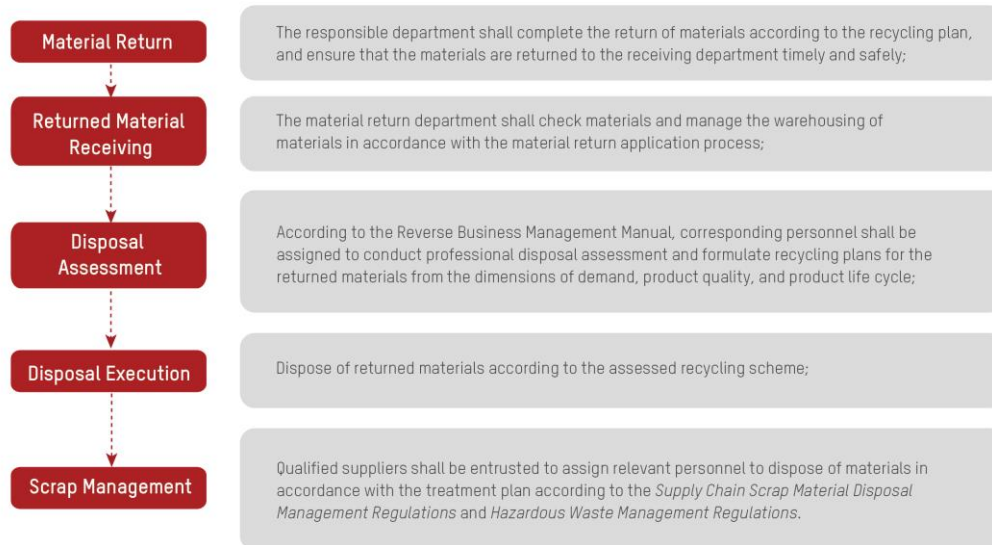 Material Return
The responsible department shall complete the return of materials according to the recycling plan,
and ensure that the materials are returned to the receiving department timely and safely;
Returned Material
Receiving
The material return department shall check materials and manage the warehousing of
materials in accordance with the material return application process;
Disposal
Assessment
According to the Reverse Business Management Manual, corresponding personnel shall be
assigned to conduct professional disposal assessment and formulate recycling plans for the
returned materials from the dimensions of demand, product quality, and product life cycle;
Disposal Execution
Dispose of returned materials according to the assessed recycling scheme;
Scrap Management
Qualified suppliers shall be entrusted to assign relevant personnel to dispose of materials in
accordance with the treatment plan according to the Supply Chain Scrap Material Disposal
Management Regulations and Hazardous Waste Management Regulations.